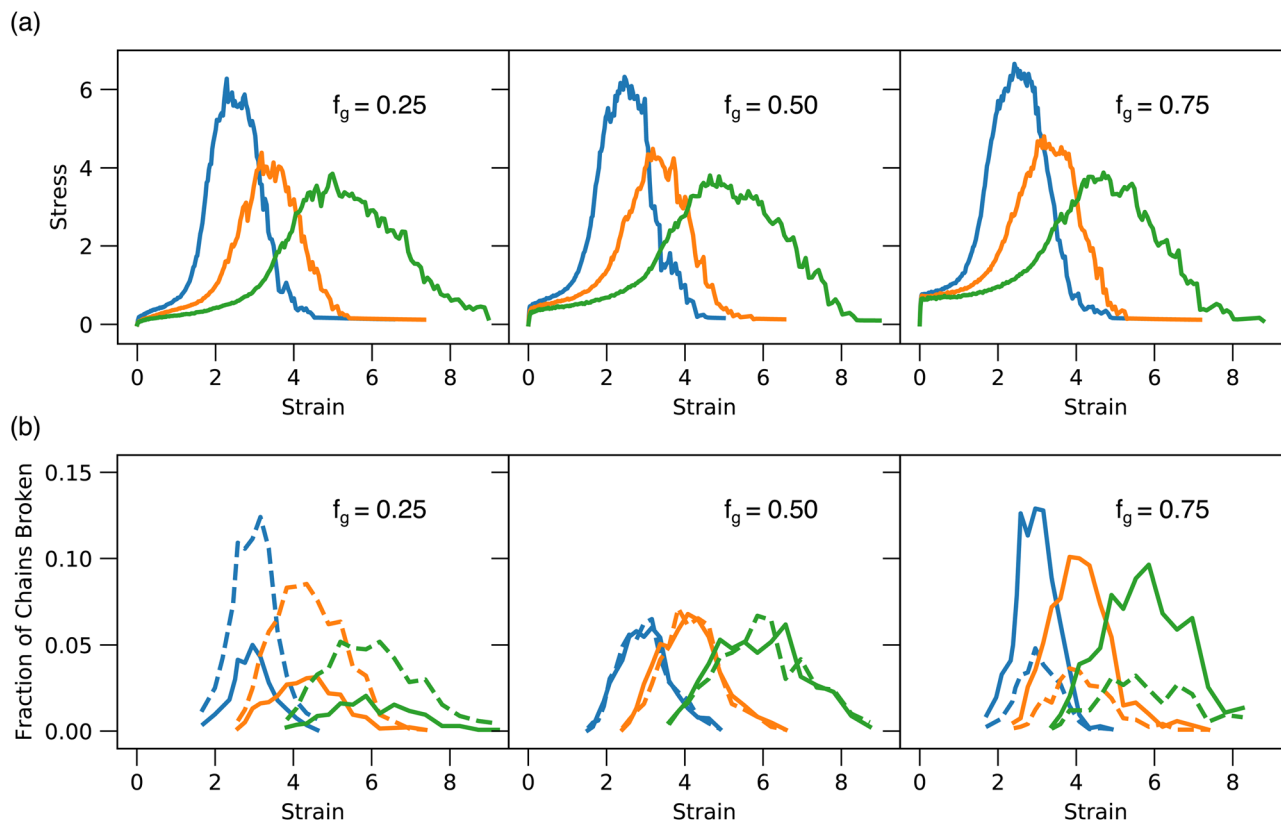 (a)
f_g = 0.25
f_g = 0.50
f_g = 0.75
Stress
6
4
2
0
0 2 4 6 8
0 2 4 6 8
0 2 4 6 8
Strain
Strain
Strain
(b)
f_g = 0.25
f_g = 0.50
f_g = 0.75
Fraction of Chains Broken
0.15
0.10
0.05
0.00
0 2 4 6 8
0 2 4 6 8
0 2 4 6 8
Strain
Strain
Strain